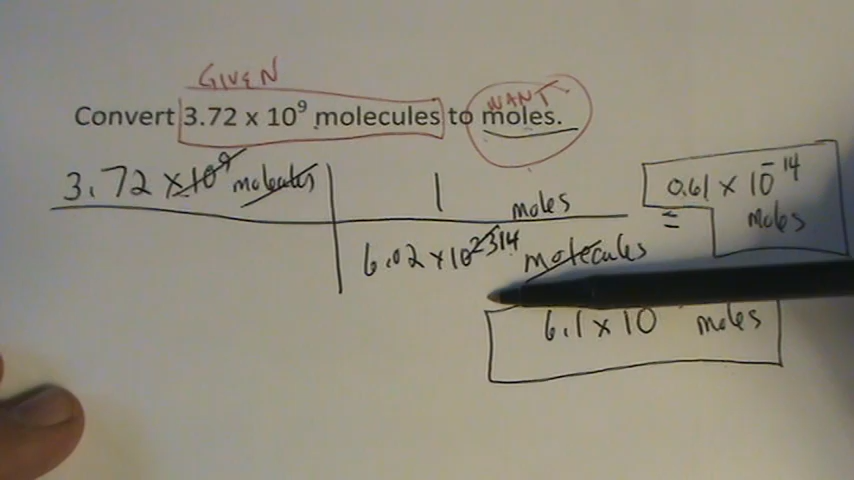 GIVEN
WANT
Convert 3.72 x 10⁹ molecules to moles.
3.72 x 10⁹ molecules | 1 moles
6.02 x 10²³ 14 molecules
= 0.61 x 10⁻¹⁴ moles
6.1 x 10 moles